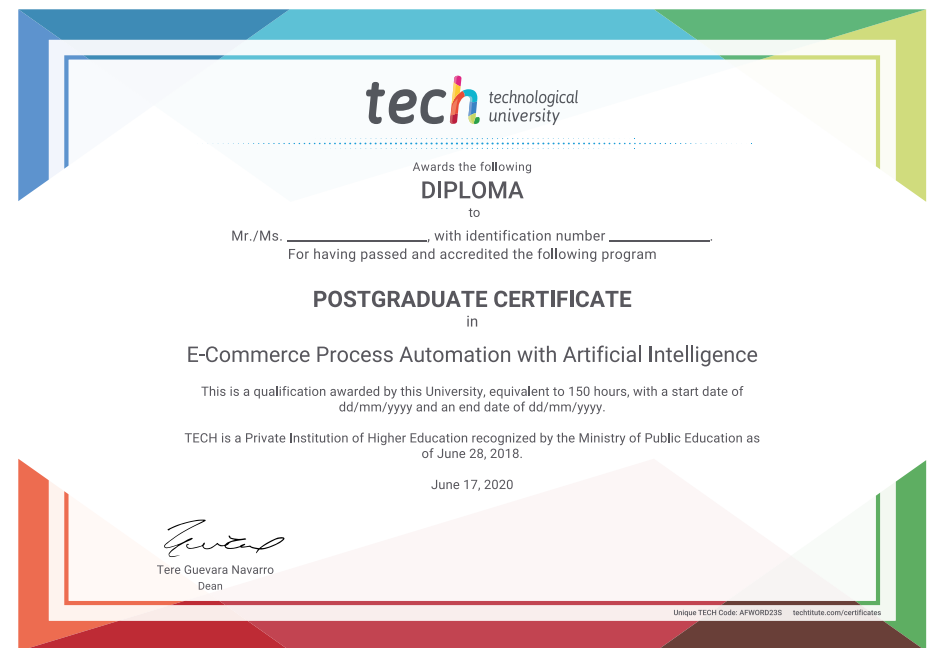 tech technological
university
Awards the following
DIPLOMA
to
Mr./Ms. ____________________, with identification number ______________.
For having passed and accredited the following program
POSTGRADUATE CERTIFICATE
in
E-Commerce Process Automation with Artificial Intelligence
This is a qualification awarded by this University, equivalent to 150 hours, with a start date of
dd/mm/yyyy and an end date of dd/mm/yyyy.
TECH is a Private Institution of Higher Education recognized by the Ministry of Public Education as
of June 28, 2018.
June 17, 2020
Tere Guevara Navarro
Dean
Unique TECH Code: AFWORD23S techtitute.com/certificates